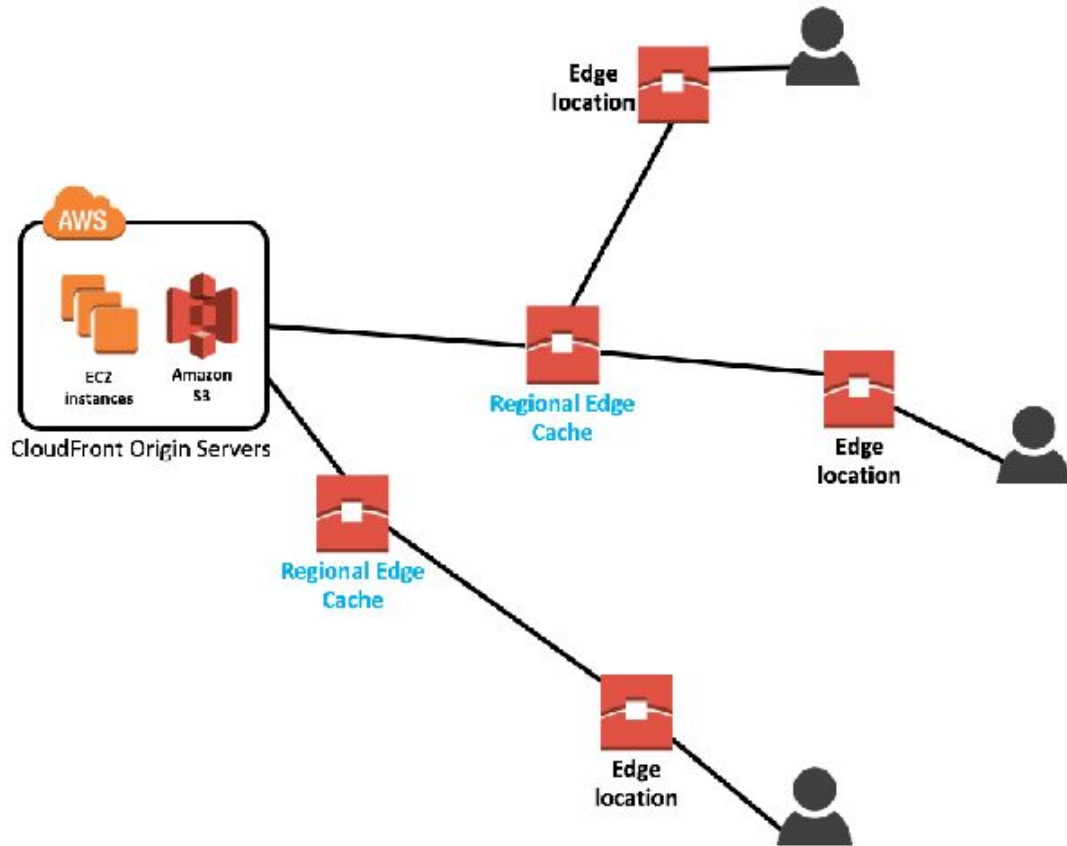 Edge
location
AWS
EC2
instances
Amazon
S3
CloudFront Origin Servers
Regional Edge
Cache
Edge
location
Regional Edge
Cache
Edge
location